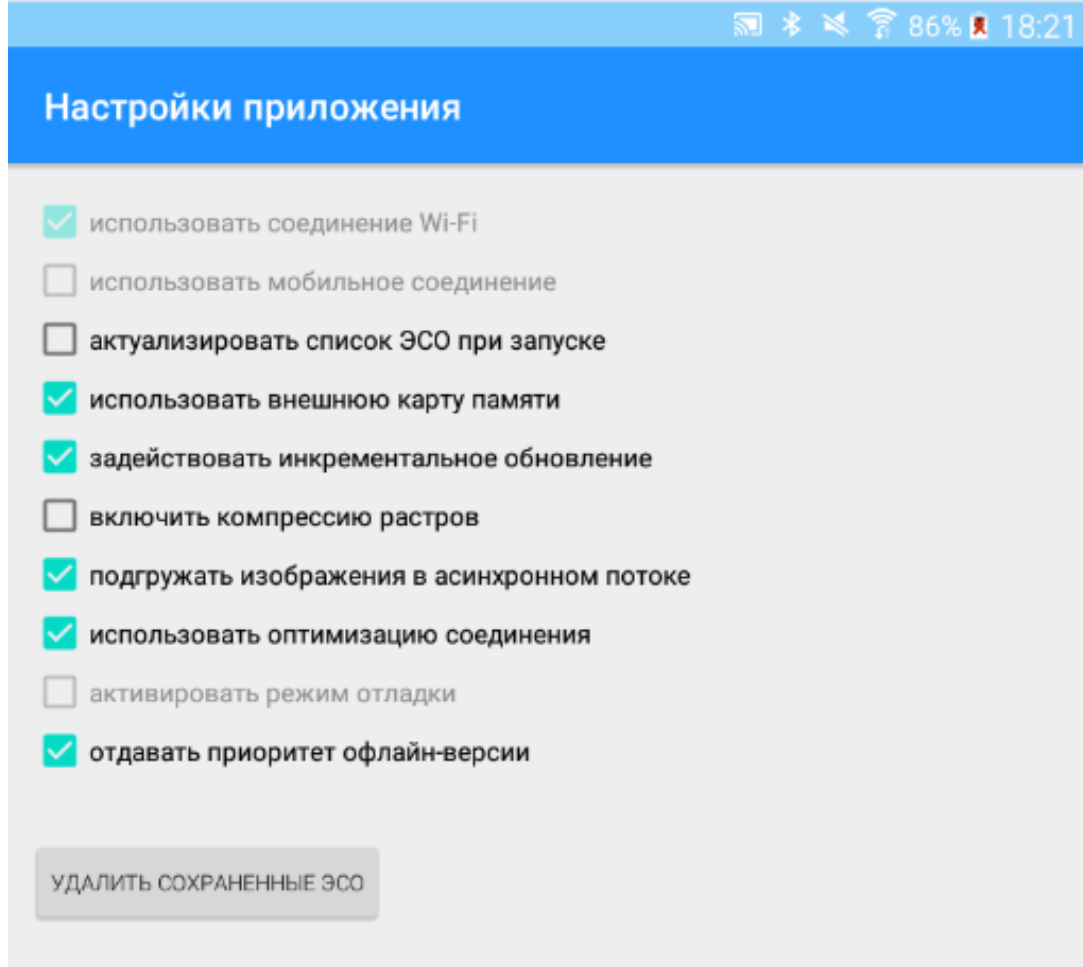 86% 18:21
Настройки приложения
использовать соединение Wi-Fi
использовать мобильное соединение
актуализировать список ЭСО при запуске
использовать внешнюю карту памяти
задействовать инкрементальное обновление
включить компрессию растров
подгружать изображения в асинхронном потоке
использовать оптимизацию соединения
активировать режим отладки
отдавать приоритет офлайн-версии
УДАЛИТЬ СОХРАНЕННЫЕ ЭСО